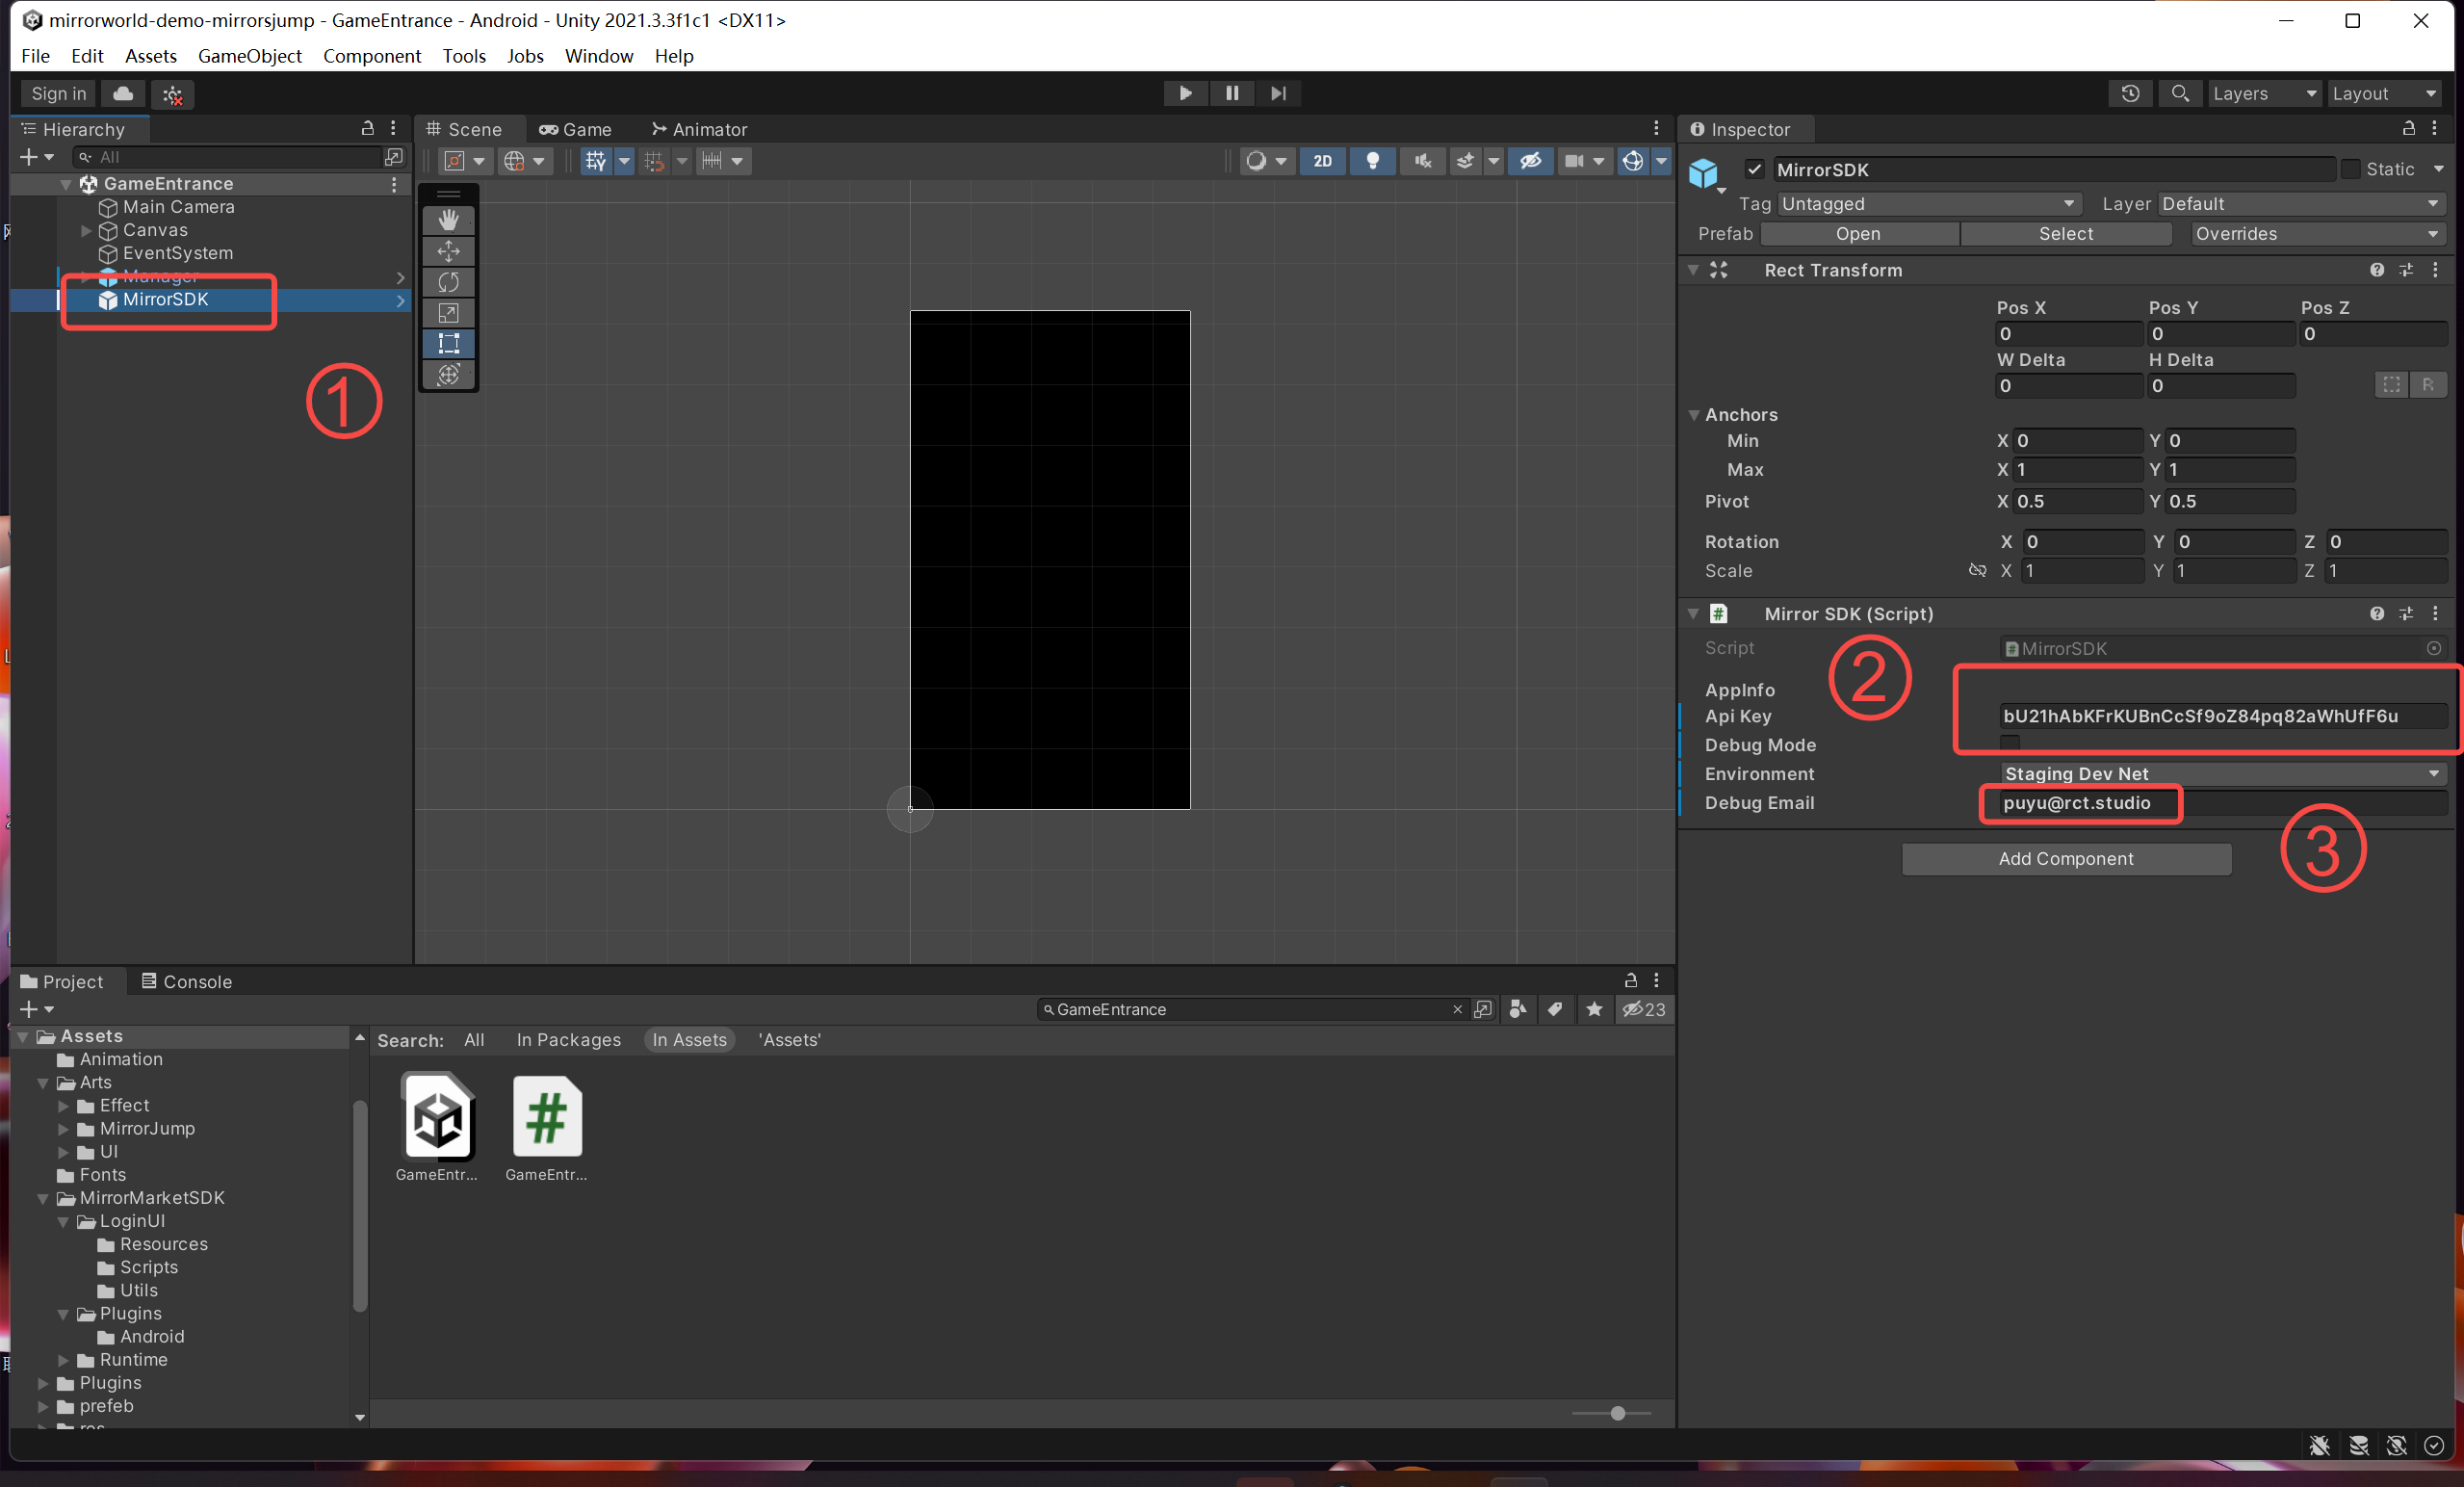 mirrorworld-demo-mirrorsjump - GameEntrance - Android - Unity 2021.3.3f1c1 <DX11>
File Edit Assets GameObject Component Tools Jobs Window Help
Sign in
Layers Layout
Hierarchy
All
GameEntrance
Main Camera
Canvas
EventSystem
Manager
MirrorSDK
①
Scene Game Animator
2D
Inspector
MirrorSDK Static
Tag Untagged Layer Default
Prefab Open Select Overrides
Rect Transform
Pos X Pos Y Pos Z
0 0 0
W Delta H Delta
0 0
R
Anchors
Min X 0 Y 0
Max X 1 Y 1
Pivot X 0.5 Y 0.5
Rotation X 0 Y 0 Z 0
Scale X 1 Y 1 Z 1
# Mirror SDK (Script)
Script # MirrorSDK
②
AppInfo
Api Key bU21hAbKFrKUBnCcSf9oZ84pq82aWhUfF6u
Debug Mode
Environment Staging Dev Net
Debug Email puyu@rct.studio
③
Add Component
Project Console
GameEntrance
23
Assets
Animation
Arts
Effect
MirrorJump
UI
Fonts
MirrorMarketSDK
LoginUI
Resources
Scripts
Utils
Plugins
Android
Runtime
Plugins
prefeb
Search: All In Packages In Assets 'Assets'
#
GameEntr... GameEntr...